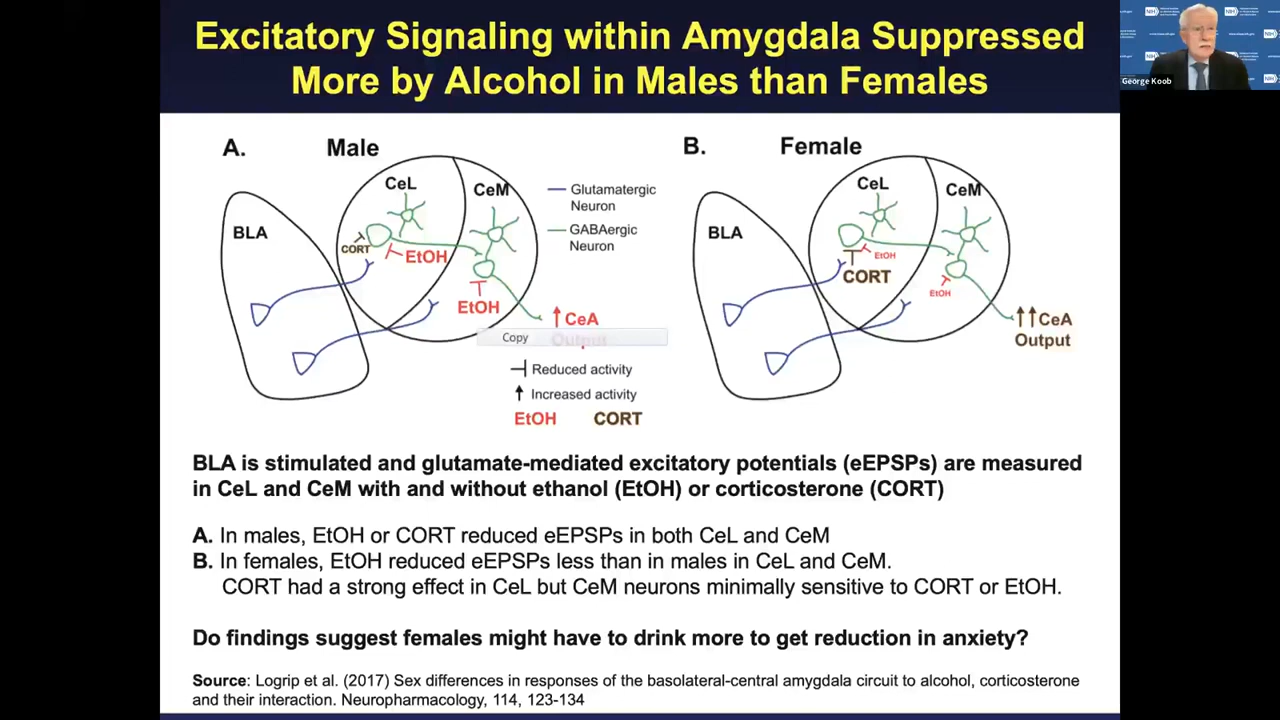 Excitatory Signaling within Amygdala Suppressed
More by Alcohol in Males than Females
NIH
NIH
George Koob
A.
Male
CeL
CeM
BLA
CORT
EtOH
EtOH
CeA
Output
Copy
Glutamatergic
Neuron
GABAergic
Neuron
Reduced activity
Increased activity
EtOH
CORT
B.
Female
CeL
CeM
BLA
EtOH
CORT
EtOH
CeA
Output
BLA is stimulated and glutamate-mediated excitatory potentials (eEPSPs) are measured
in CeL and CeM with and without ethanol (EtOH) or corticosterone (CORT)
A. In males, EtOH or CORT reduced eEPSPs in both CeL and CeM
B. In females, EtOH reduced eEPSPs less than in males in CeL and CeM.
CORT had a strong effect in CeL but CeM neurons minimally sensitive to CORT or EtOH.
Do findings suggest females might have to drink more to get reduction in anxiety?
Source: Logrip et al. (2017) Sex differences in responses of the basolateral-central amygdala circuit to alcohol, corticosterone
and their interaction. Neuropharmacology, 114, 123-134